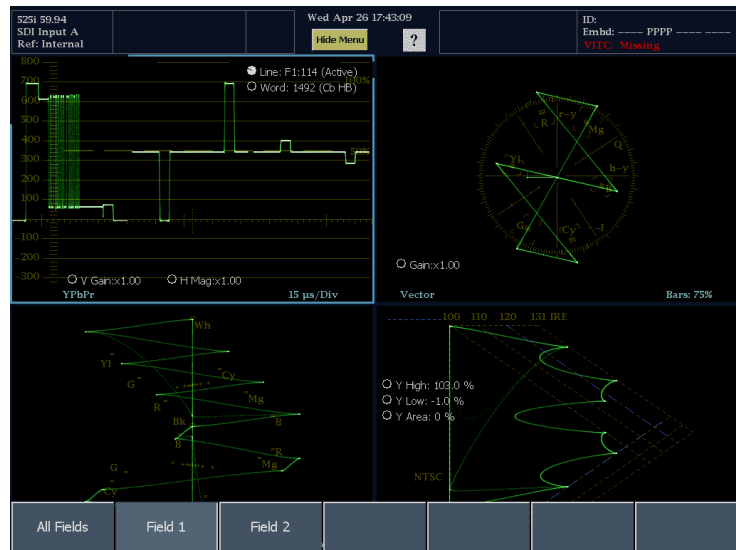 525i 59.94
SDI Input A
Ref: Internal
Wed Apr 26 17:43:09
Hide Menu
?
ID:
Embd: ---- PPPP ---- ----
VITC: Missing
800
700
600
500
400
300
200
100
-100
-200
-300
100%
50%
Line: F1:114 (Active)
Word: 1492 (Cb HB)
V Gain:x1.00
H Mag:x1.00
YPbPr
15 µs/Div
r-y
R
Mg
Q
Yl
b-y
B
G
Cy
-I
Gain:x1.00
Vector
Bars: 75%
Wh
Yl
Cy
G
Mg
R
Bk
B
B
R
G
Mg
Cy
100 110 120 131 IRE
Y High: 103.0 %
Y Low: -1.0 %
Y Area: 0 %
NTSC
All Fields
Field 1
Field 2